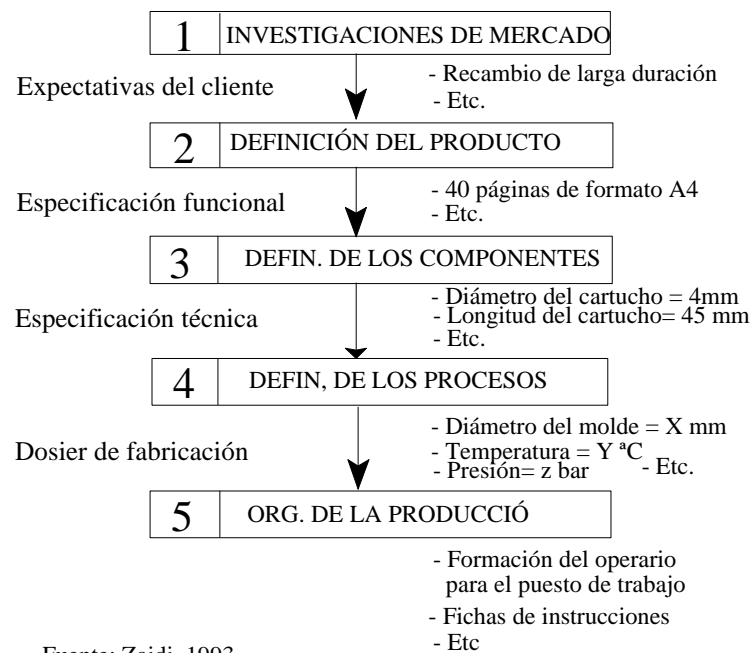 1 INVESTIGACIONES DE MERCADO
Expectativas del cliente
- Recambio de larga duración
- Etc.
2 DEFINICIÓN DEL PRODUCTO
Especificación funcional
- 40 páginas de formato A4
- Etc.
3 DEFIN. DE LOS COMPONENTES
Especificación técnica
- Diámetro del cartucho = 4mm
- Longitud del cartucho= 45 mm
- Etc.
4 DEFIN, DE LOS PROCESOS
Dosier de fabricación
- Diámetro del molde = X mm
- Temperatura = Y ªC
- Presión= z bar - Etc.
5 ORG. DE LA PRODUCCIÓ
- Formación del operario
para el puesto de trabajo
- Fichas de instrucciones
- Etc
Fuente: Zaidi, 1993